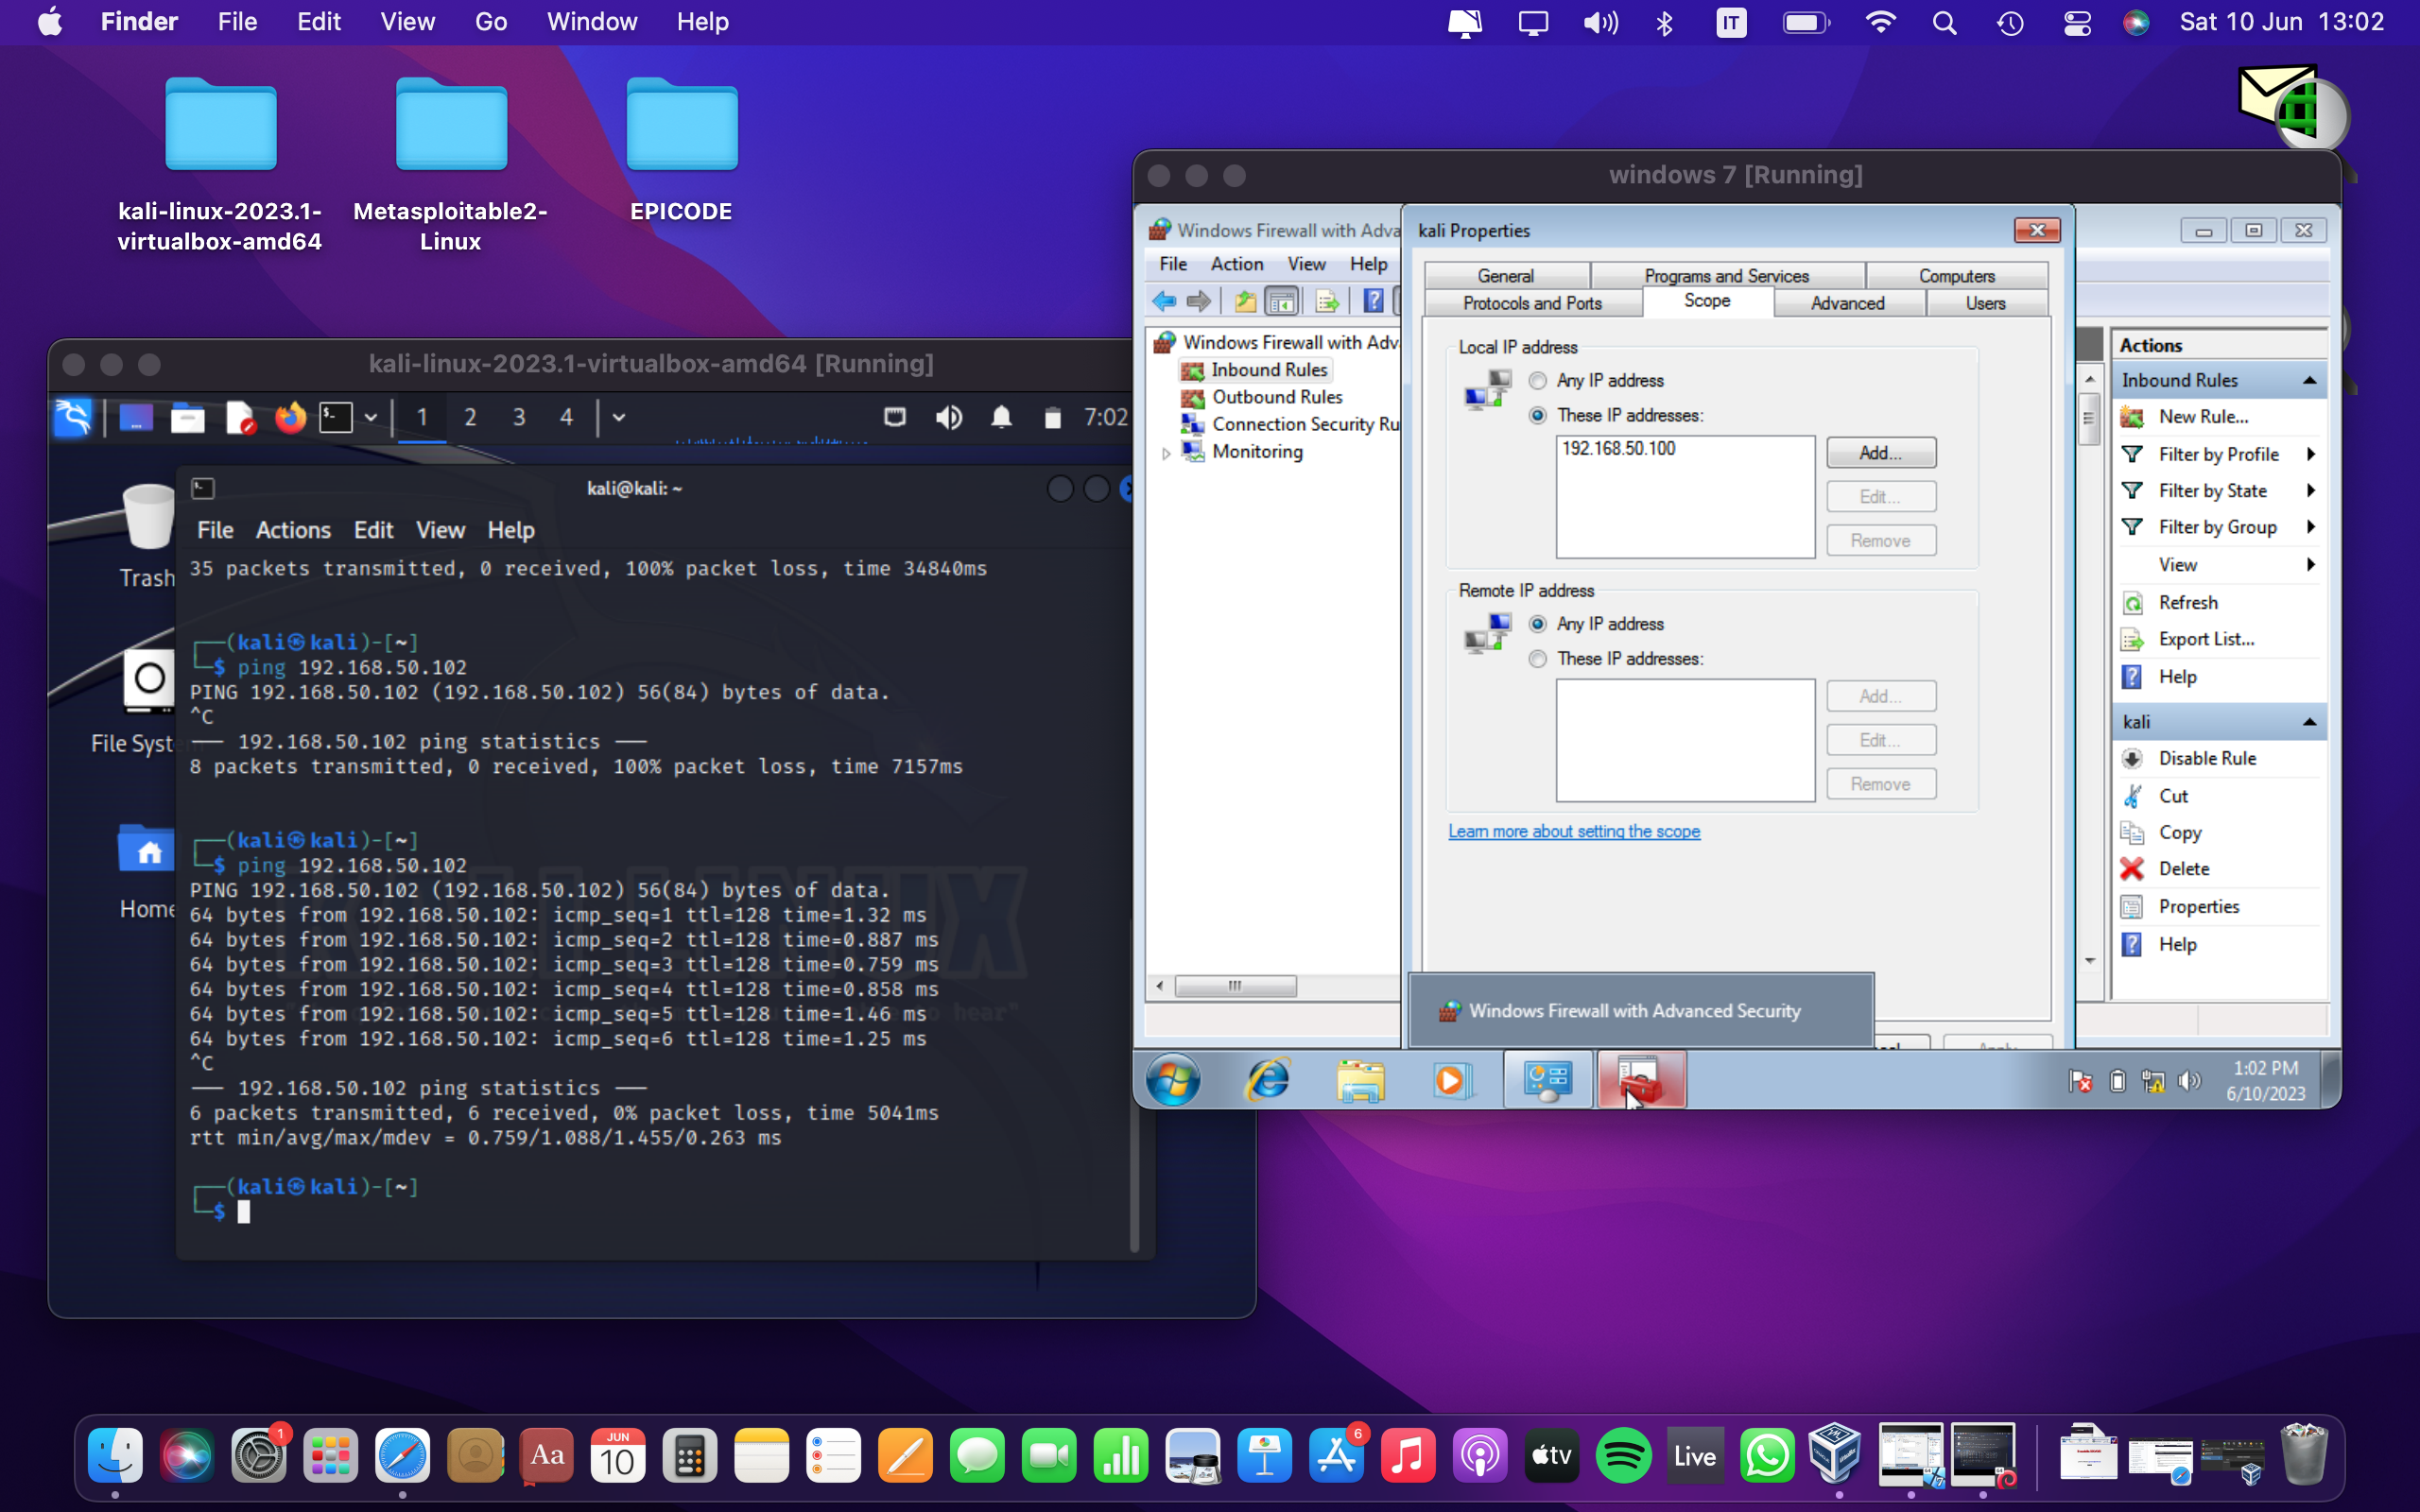 Finder File Edit View Go Window Help
IT
Sat 10 Jun 13:02
kali-linux-2023.1-
virtualbox-amd64
Metasploitable2-
Linux
EPICODE
kali-linux-2023.1-virtualbox-amd64 [Running]
1 2 3 4
7:02
Trash
File Syst
Home
kali@kali: ~
File Actions Edit View Help
35 packets transmitted, 0 received, 100% packet loss, time 34840ms
┌──(kali㉿kali)-[~]
└─$ ping 192.168.50.102
PING 192.168.50.102 (192.168.50.102) 56(84) bytes of data.
^C
── 192.168.50.102 ping statistics ──
8 packets transmitted, 0 received, 100% packet loss, time 7157ms
┌──(kali㉿kali)-[~]
└─$ ping 192.168.50.102
PING 192.168.50.102 (192.168.50.102) 56(84) bytes of data.
64 bytes from 192.168.50.102: icmp_seq=1 ttl=128 time=1.32 ms
64 bytes from 192.168.50.102: icmp_seq=2 ttl=128 time=0.887 ms
64 bytes from 192.168.50.102: icmp_seq=3 ttl=128 time=0.759 ms
64 bytes from 192.168.50.102: icmp_seq=4 ttl=128 time=0.858 ms
64 bytes from 192.168.50.102: icmp_seq=5 ttl=128 time=1.46 ms
64 bytes from 192.168.50.102: icmp_seq=6 ttl=128 time=1.25 ms
^C
── 192.168.50.102 ping statistics ──
6 packets transmitted, 6 received, 0% packet loss, time 5041ms
rtt min/avg/max/mdev = 0.759/1.088/1.455/0.263 ms
┌──(kali㉿kali)-[~]
└─$
windows 7 [Running]
Windows Firewall with Adva
File Action View Help
Windows Firewall with Adv
Inbound Rules
Outbound Rules
Connection Security Ru
Monitoring
kali Properties
General
Programs and Services
Computers
Protocols and Ports
Scope
Advanced
Users
Local IP address
Any IP address
These IP addresses:
192.168.50.100
Add...
Edit...
Remove
Remote IP address
Any IP address
These IP addresses:
Add...
Edit...
Remove
Learn more about setting the scope
Windows Firewall with Advanced Security
Actions
Inbound Rules
New Rule...
Filter by Profile
Filter by State
Filter by Group
View
Refresh
Export List...
Help
kali
Disable Rule
Cut
Copy
Delete
Properties
Help
1:02 PM
6/10/2023
1
Aa
JUN
10
6
tv
Live